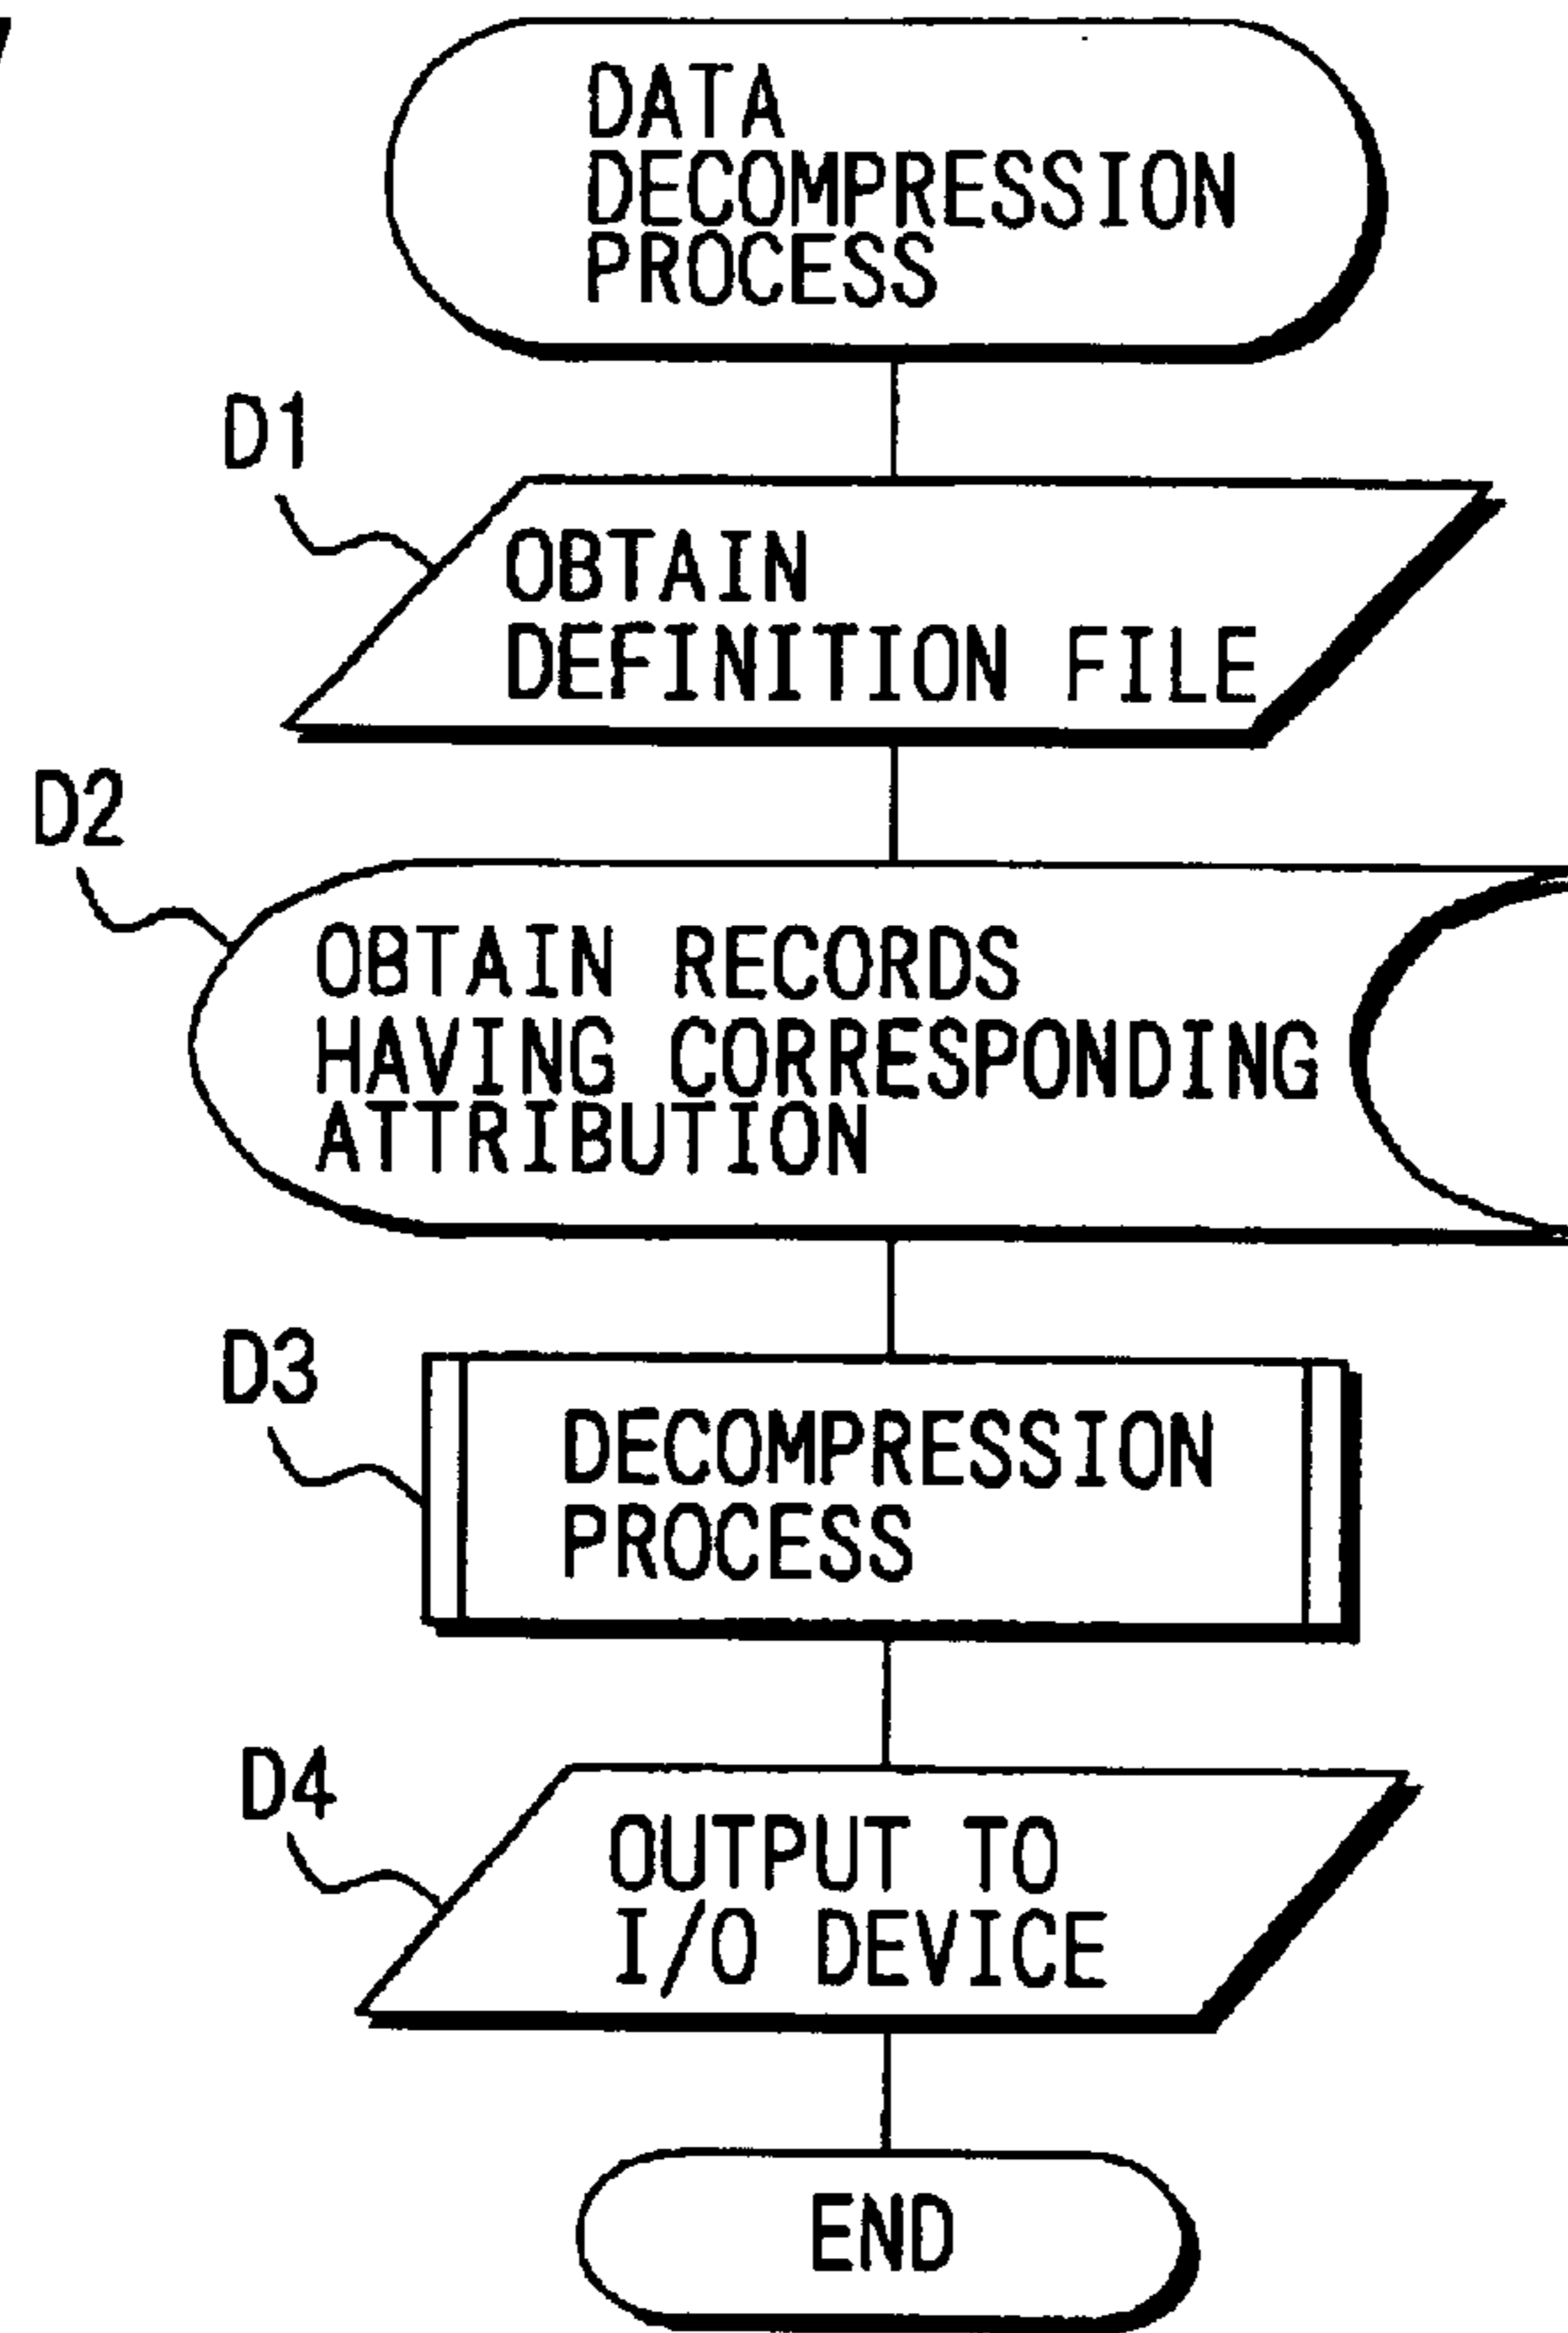 DATA
DECOMPRESSION
PROCESS
D1
OBTAIN
DEFINITION FILE
D2
OBTAIN RECORDS
HAVING CORRESPONDING
ATTRIBUTION
D3
DECOMPRESSION
PROCESS
D4
OUTPUT TO
I/O DEVICE
END